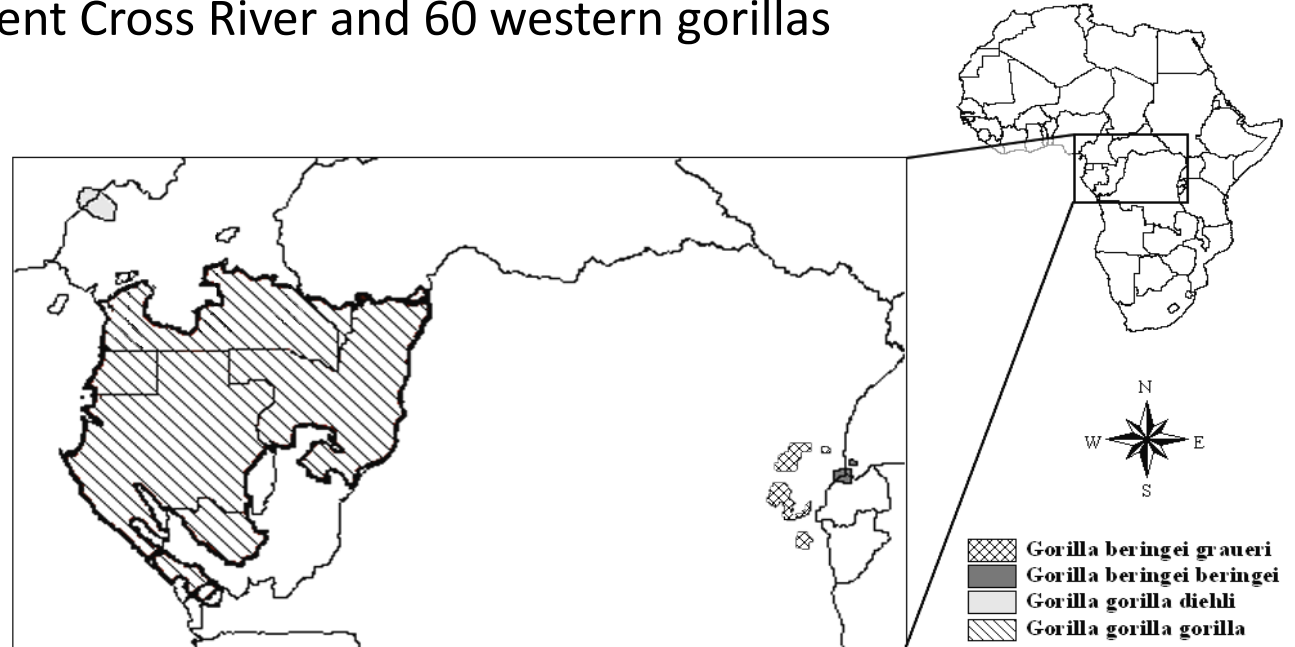 ent Cross River and 60 western gorillas
N
W E
S
Gorilla beringei graueri
Gorilla beringei beringei
Gorilla gorilla diehli
Gorilla gorilla gorilla